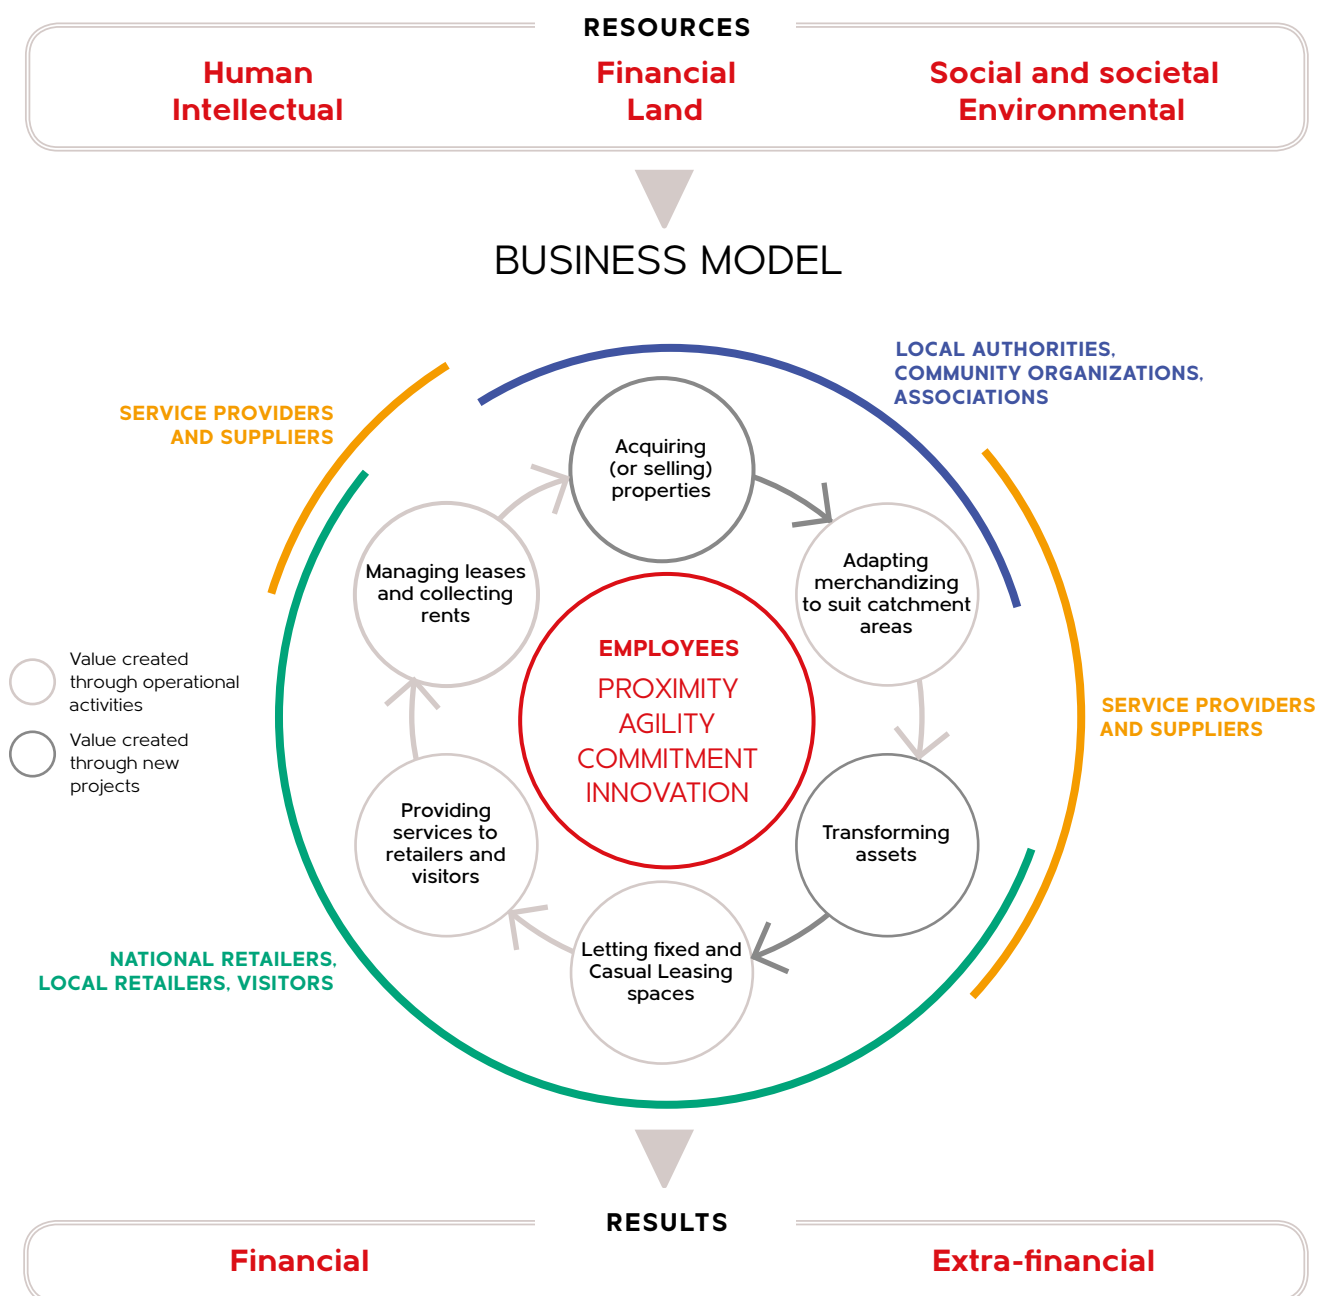 RESOURCES
Human
Intellectual
Financial
Land
Social and societal
Environmental
BUSINESS MODEL
LOCAL AUTHORITIES,
COMMUNITY ORGANIZATIONS,
ASSOCIATIONS
SERVICE PROVIDERS
AND SUPPLIERS
Acquiring
(or selling)
properties
Adapting
merchandizing
to suit catchment
areas
Managing leases
and collecting
rents
EMPLOYEES
PROXIMITY
AGILITY
COMMITMENT
INNOVATION
Value created
through operational
activities
Value created
through new
projects
SERVICE PROVIDERS
AND SUPPLIERS
Providing
services to
retailers and
visitors
Transforming
assets
Letting fixed and
Casual Leasing
spaces
NATIONAL RETAILERS,
LOCAL RETAILERS, VISITORS
RESULTS
Financial
Extra-financial